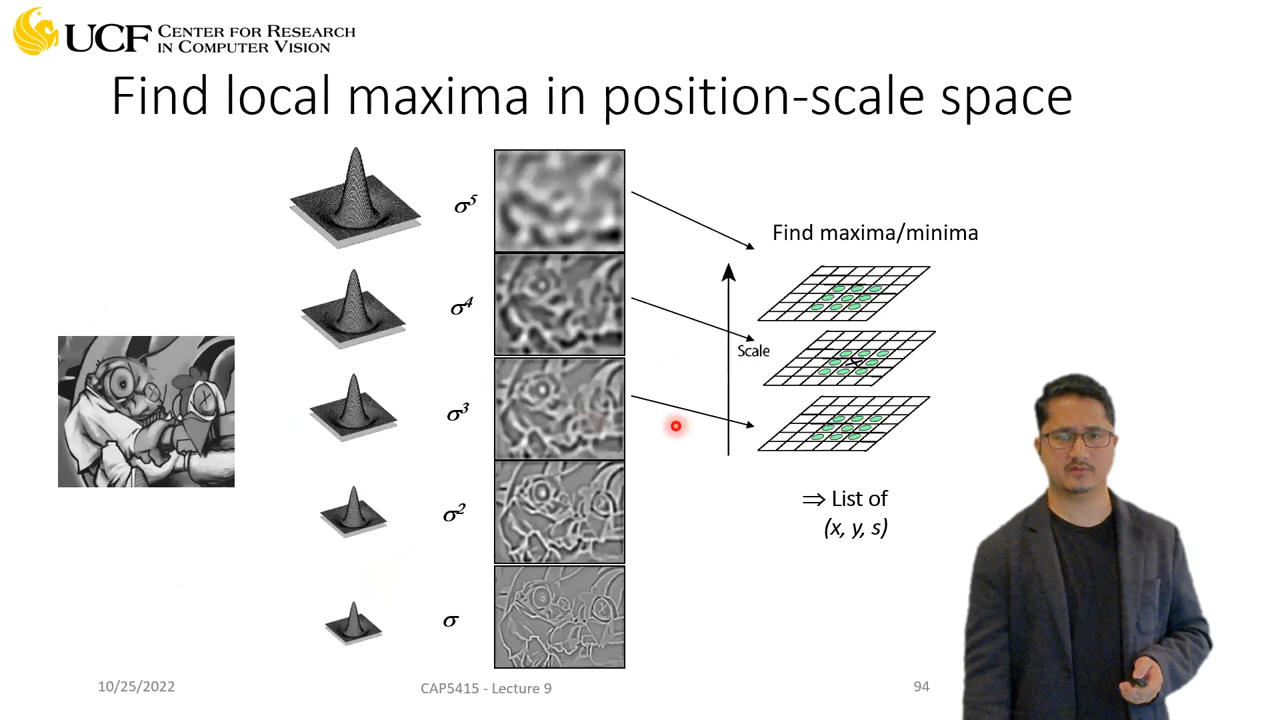 UCF CENTER FOR RESEARCH
IN COMPUTER VISION
Find local maxima in position-scale space
σ⁵
σ⁴
σ³
σ²
σ
Find maxima/minima
Scale
⇒ List of
(x, y, s)
10/25/2022
CAP5415 - Lecture 9
94